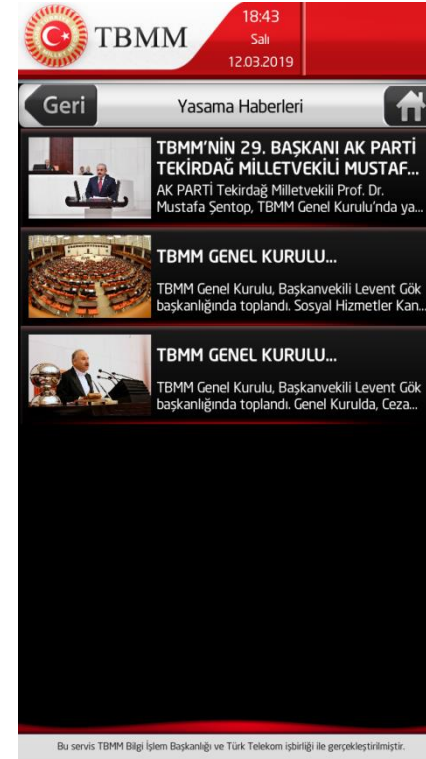 TBMM
18:43
Salı
12.03.2019
Geri
Yasama Haberleri
TBMM'NİN 29. BAŞKANI AK PARTİ
TEKİRDAĞ MİLLETVEKİLİ MUSTAF...
AK PARTİ Tekirdağ Milletvekili Prof. Dr.
Mustafa Şentop, TBMM Genel Kurulu'nda ya...
TBMM GENEL KURULU...
TBMM Genel Kurulu, Başkanvekili Levent Gök
başkanlığında toplandı. Sosyal Hizmetler Kan...
TBMM GENEL KURULU...
TBMM Genel Kurulu, Başkanvekili Levent Gök
başkanlığında toplandı. Genel Kurulda, Ceza...
Bu servis TBMM Bilgi İşlem Başkanlığı ve Türk Telekom işbirliği ile gerçekleştirilmiştir.